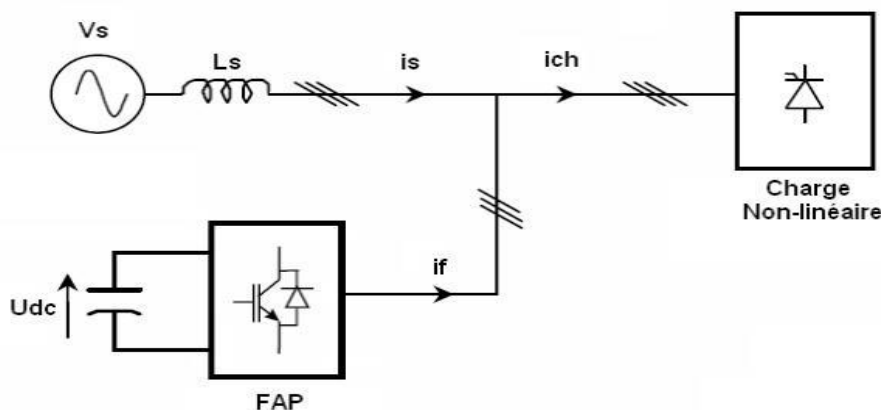 Vs
Ls
is
ich
Charge
Non-linéaire
if
Udc
FAP